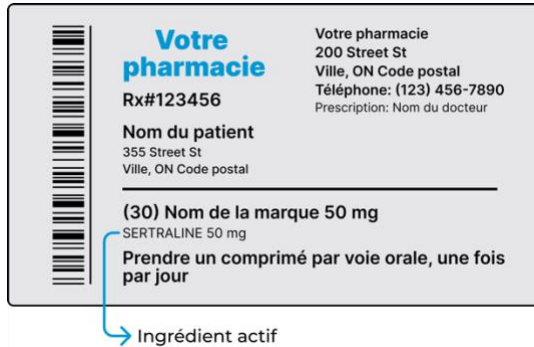 Votre
pharmacie
Rx#123456
Nom du patient
355 Street St
Ville, ON Code postal
Votre pharmacie
200 Street St
Ville, ON Code postal
Téléphone: (123) 456-7890
Prescription: Nom du docteur
(30) Nom de la marque 50 mg
SERTRALINE 50 mg
Prendre un comprimé par voie orale, une fois
par jour
Ingrédient actif